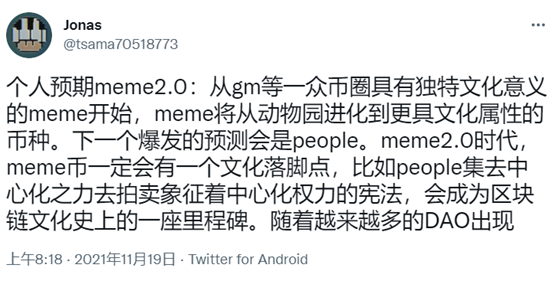 Jonas
@tsama70518773
个人预期meme2.0：从gm等一众币圈具有独特文化意义
的meme开始，meme将从动物园进化到更具文化属性的
币种。下一个爆发的预测会是people。meme2.0时代，
meme币一定会有一个文化落脚点，比如people集去中
心化之力去拍卖象征着中心化权力的宪法，会成为区块
链文化史上的一座里程碑。随着越来越多的DAO出现
上午8:18 · 2021年11月19日 · Twitter for Android